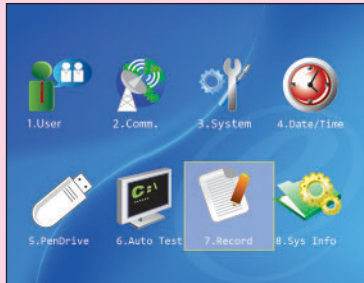 1.User
2.Comm.
3.System
4.Date/Time
5.PenDrive
6.Auto Test
7.Record
8.Sys Info